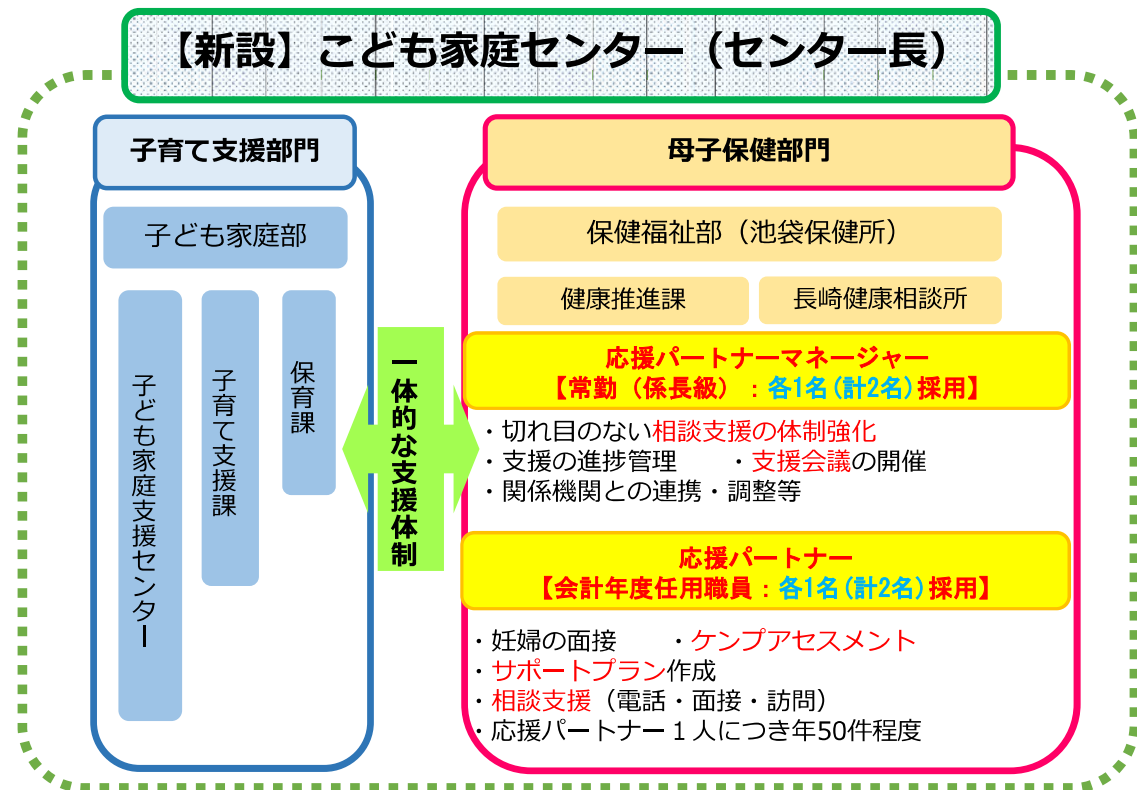 【新設】こども家庭センター（センター長）
子育て支援部門
子ども家庭部
子ども家庭支援センター
子育て支援課
保育課
一体的な支援体制
母子保健部門
保健福祉部（池袋保健所）
健康推進課
長崎健康相談所
応援パートナーマネージャー
【常勤（係長級）：各1名(計2名)採用】
・切れ目のない相談支援の体制強化
・支援の進捗管理　　・支援会議の開催
・関係機関との連携・調整等
応援パートナー
【会計年度任用職員：各1名(計2名)採用】
・妊婦の面接　　・ケンプアセスメント
・サポートプラン作成
・相談支援（電話・面接・訪問）
・応援パートナー１人につき年50件程度